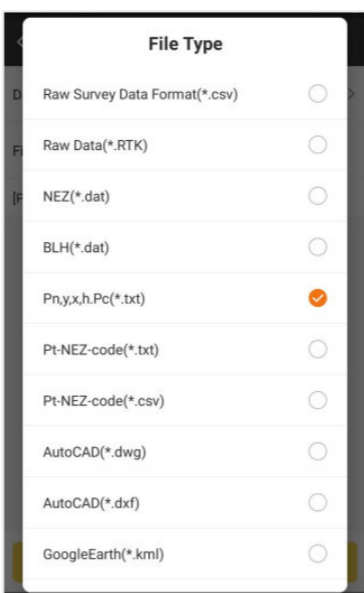 File Type
Raw Survey Data Format(*.csv)
Raw Data(*.RTK)
NEZ(*.dat)
BLH(*.dat)
Pn,y,x,h.Pc(*.txt)
Pt-NEZ-code(*.txt)
Pt-NEZ-code(*.csv)
AutoCAD(*.dwg)
AutoCAD(*.dxf)
GoogleEarth(*.kml)